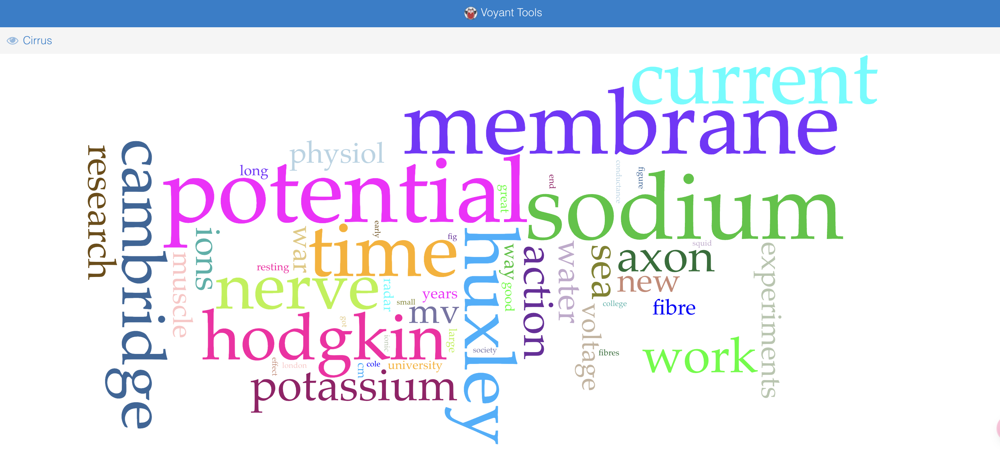 Voyant Tools
Cirrus
current
membrane
physiol
research
cambridge
long
potential
great
end
conductance
figure
sodium
ions
war
time
early
fig
huxley
way
action
water
sea
axon
squid
experiments
muscle
resting
nerve
radar
years
good
new
small
mv
college
fibre
voltage
hodgkin
got
ionic
large
society
fibres
work
effect
london
cm
cole
university
potassium